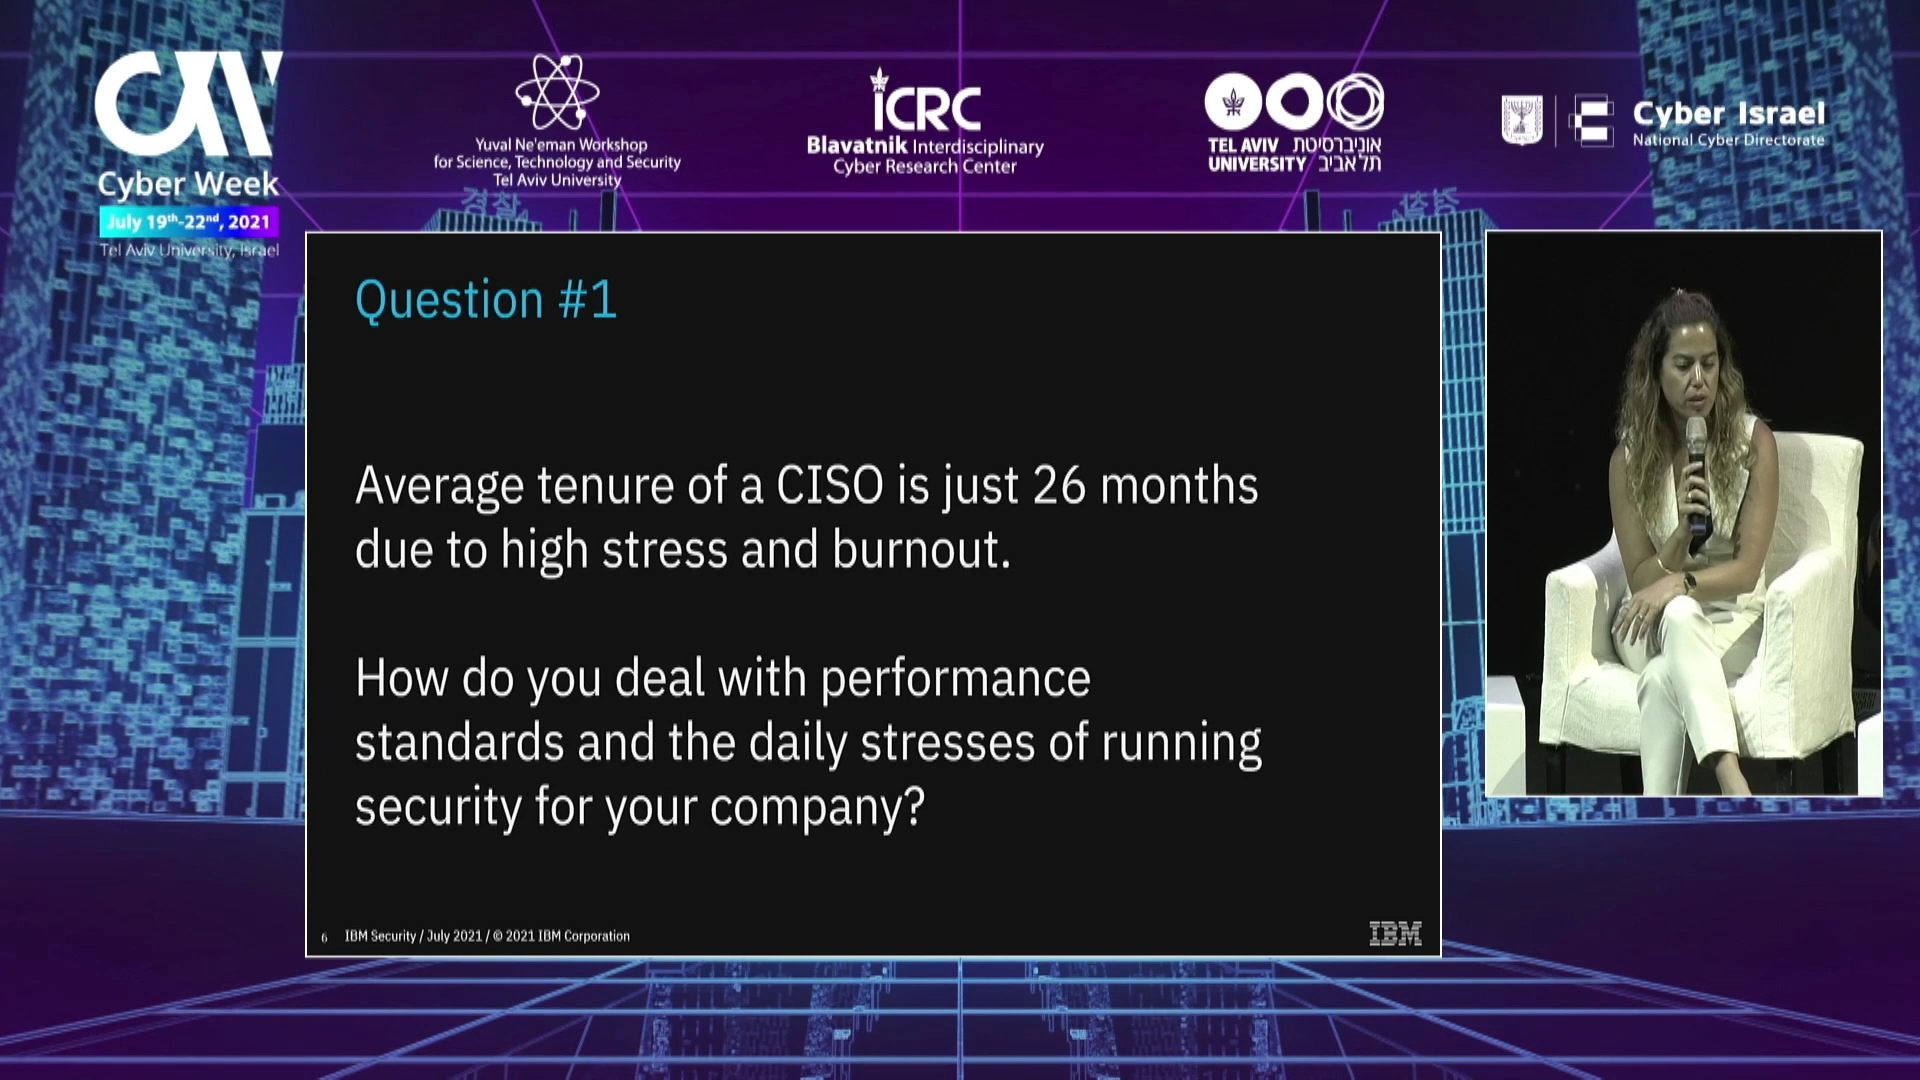 Cyber Week
July 19th-22nd, 2021
Tel Aviv University, Israel
Yuval Ne'eman Workshop
for Science, Technology and Security
Tel Aviv University
ICRC
Blavatnik Interdisciplinary
Cyber Research Center
TEL AVIV אוניברסיטת
UNIVERSITY תל אביב
Cyber Israel
National Cyber Directorate
경찰
경찰
Question #1
Average tenure of a CISO is just 26 months
due to high stress and burnout.
How do you deal with performance
standards and the daily stresses of running
security for your company?
6 IBM Security / July 2021 / © 2021 IBM Corporation
IBM